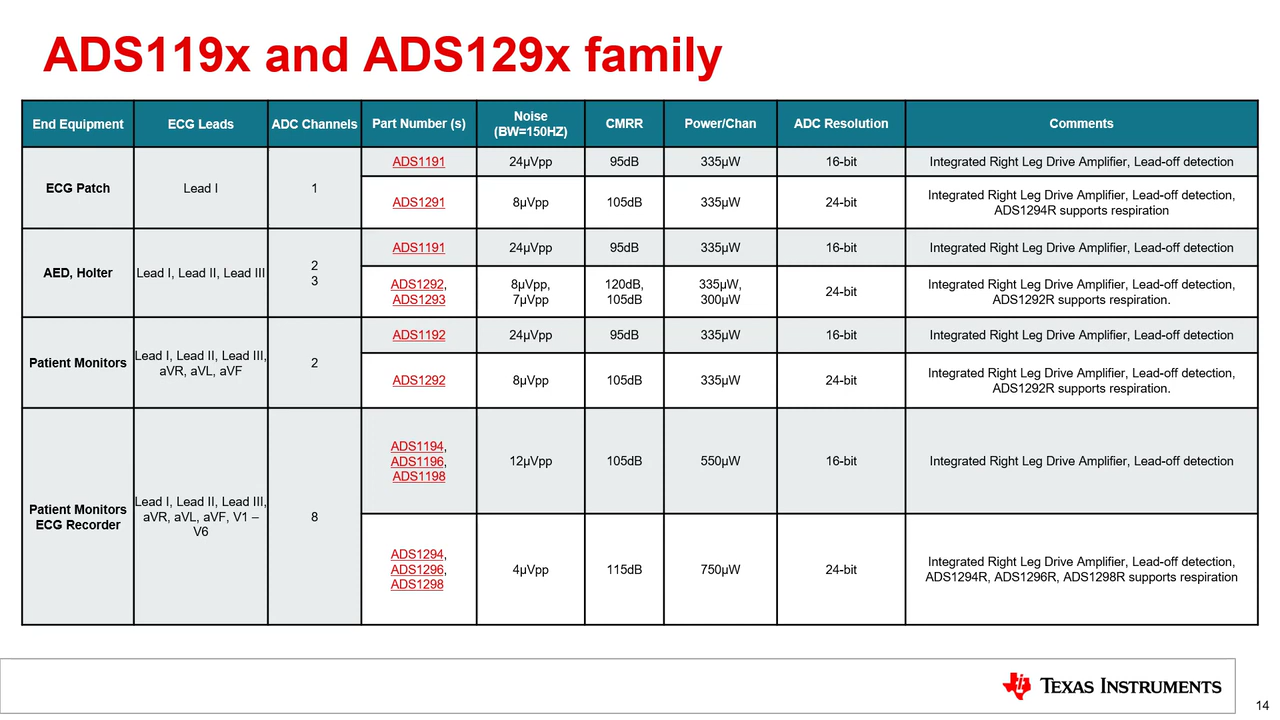 ADS119x and ADS129x family
End Equipment
ECG Leads
ADC Channels
Part Number (s)
Noise
(BW=150HZ)
CMRR
Power/Chan
ADC Resolution
Comments
ECG Patch
Lead I
1
ADS1191
24µVpp
95dB
335µW
16-bit
Integrated Right Leg Drive Amplifier, Lead-off detection
ADS1291
8µVpp
105dB
335µW
24-bit
Integrated Right Leg Drive Amplifier, Lead-off detection,
ADS1294R supports respiration
AED, Holter
Lead I, Lead II, Lead III
2
3
ADS1191
24µVpp
95dB
335µW
16-bit
Integrated Right Leg Drive Amplifier, Lead-off detection
ADS1292,
ADS1293
8µVpp,
7µVpp
120dB,
105dB
335µW,
300µW
24-bit
Integrated Right Leg Drive Amplifier, Lead-off detection,
ADS1292R supports respiration.
Patient Monitors
Lead I, Lead II, Lead III,
aVR, aVL, aVF
2
ADS1192
24µVpp
95dB
335µW
16-bit
Integrated Right Leg Drive Amplifier, Lead-off detection
ADS1292
8µVpp
105dB
335µW
24-bit
Integrated Right Leg Drive Amplifier, Lead-off detection,
ADS1292R supports respiration.
Patient Monitors
ECG Recorder
Lead I, Lead II, Lead III,
aVR, aVL, aVF, V1 –
V6
8
ADS1194,
ADS1196,
ADS1198
12µVpp
105dB
550µW
16-bit
Integrated Right Leg Drive Amplifier, Lead-off detection
ADS1294,
ADS1296,
ADS1298
4µVpp
115dB
750µW
24-bit
Integrated Right Leg Drive Amplifier, Lead-off detection,
ADS1294R, ADS1296R, ADS1298R supports respiration
TEXAS INSTRUMENTS
14